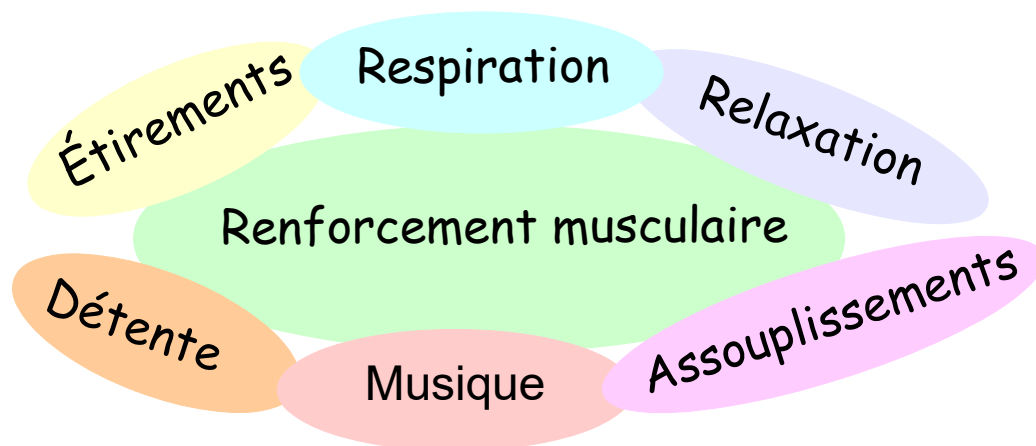 Étirements
Respiration
Relaxation
Renforcement musculaire
Détente
Musique
Assouplissements